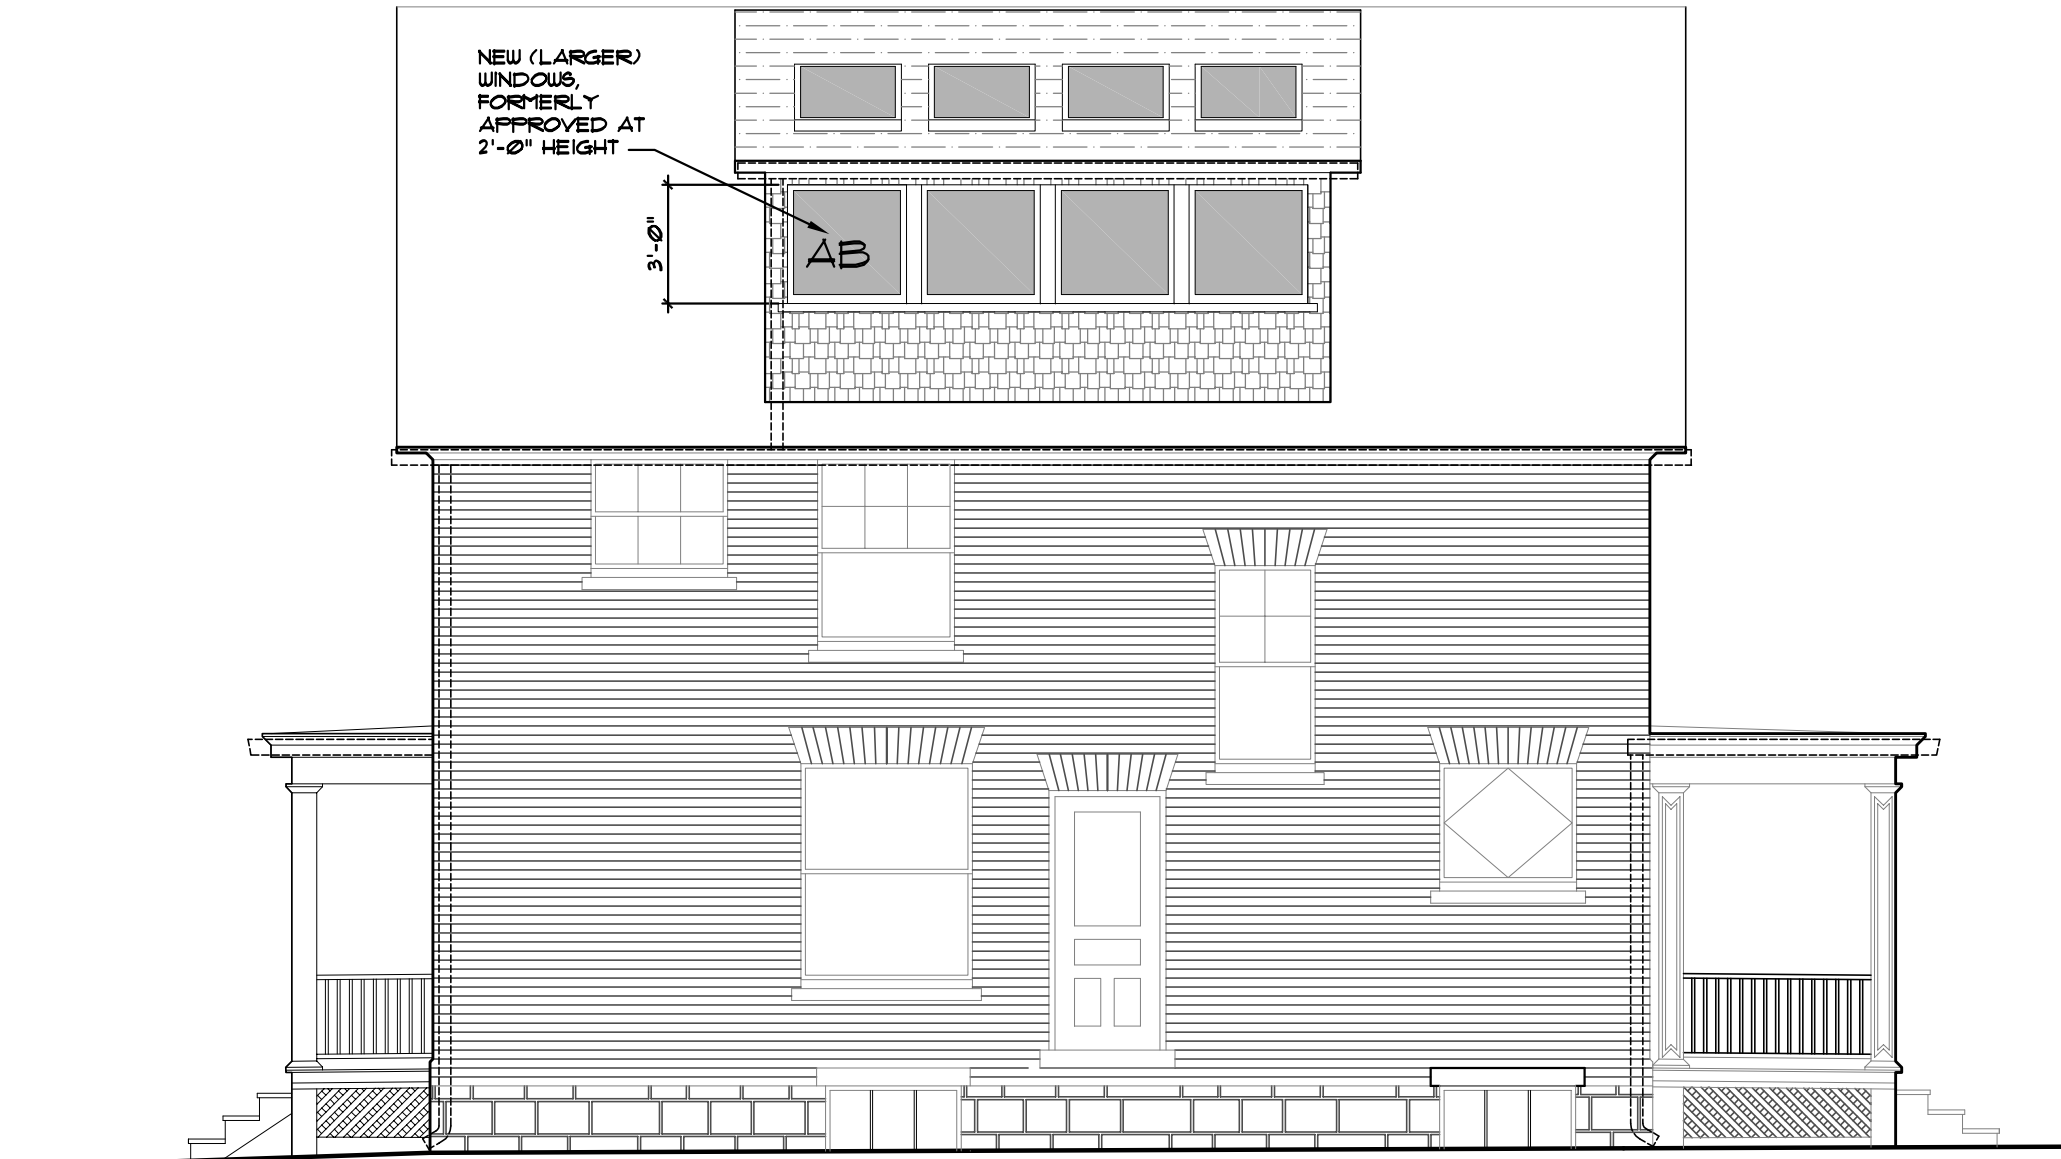 NEW (LARGER)
WINDOWS,
FORMERLY
APPROVED AT
2'-0" HEIGHT
3'-0"
AB